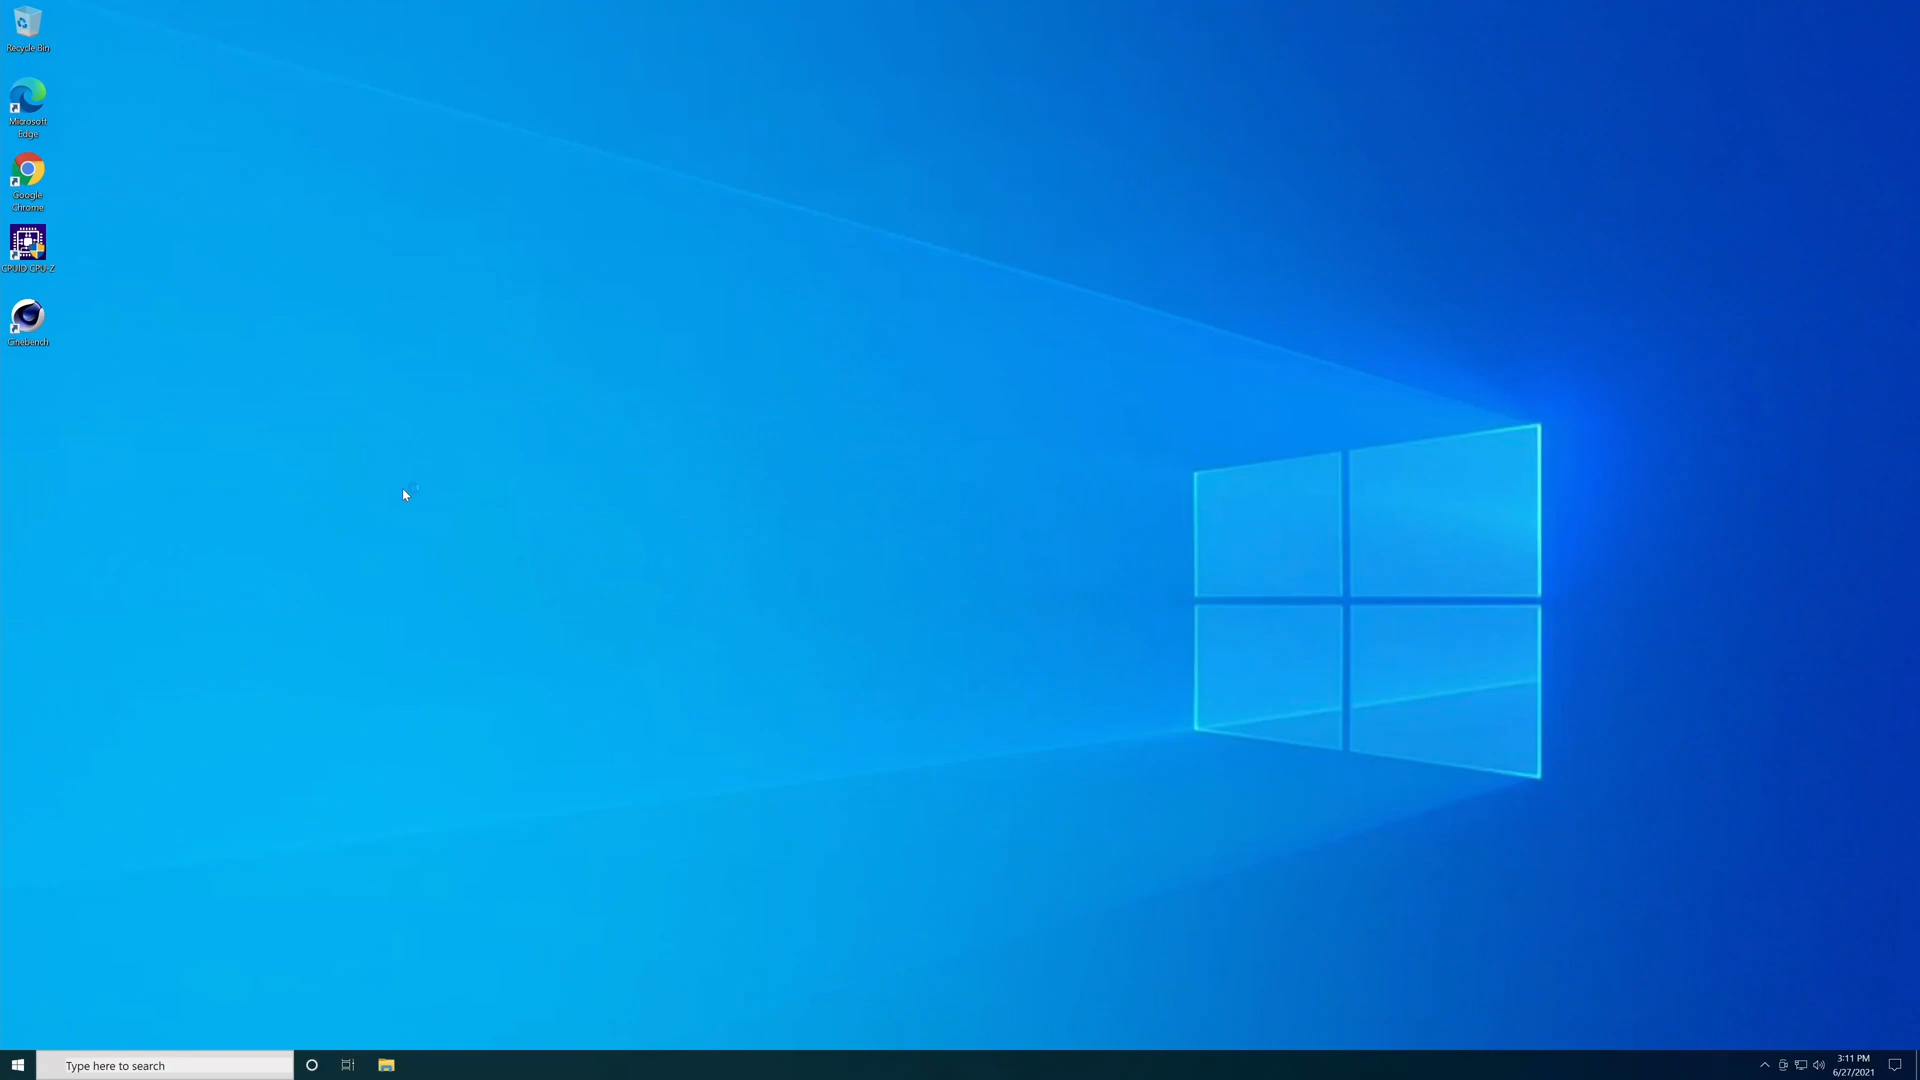 Recycle Bin
Microsoft
Edge
Google
Chrome
CPUID CPU-Z
Cinebench
Type here to search
3:11 PM
6/27/2021